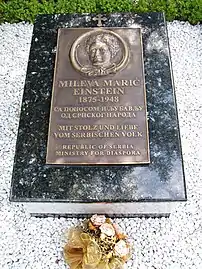 MILEVA MARIĆ
EINSTEIN
1875-1948
СА ПОНОСОМ И ЉУБАВЉУ
ОД СРПСКОГ НАРОДА
MIT STOLZ UND LIEBE
VOM SERBISCHEN VOLK
REPUBLIC OF SERBIA
MINISTRY FOR DIASPORA